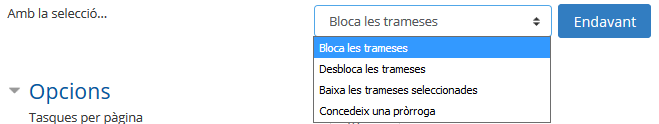 Amb la selecció...
Bloca les trameses
Endavant
Bloca les trameses
Desbloca les trameses
Baixa les trameses seleccionades
Concedeix una pròrroga
Opcions
Tasques per pàgina